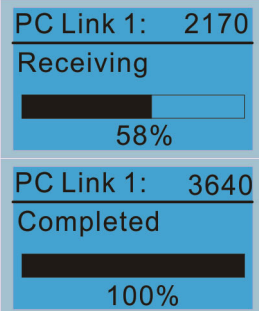 PC Link 1: 2170
Receiving
58%
PC Link 1: 3640
Completed
100%